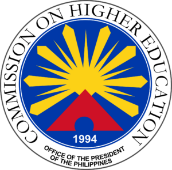 COMMISSION ON HIGHER EDUCATION
1994
OFFICE OF THE PRESIDENT
OF THE PHILIPPINES